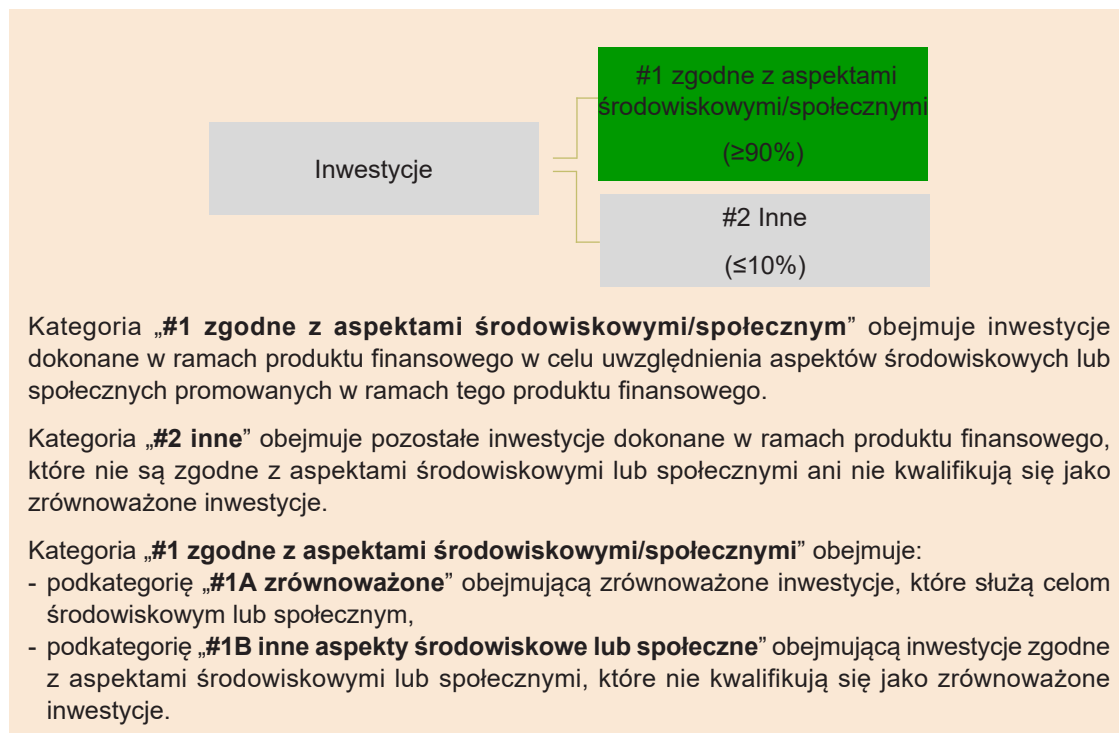 #1 zgodne z aspektami
środowiskowymi/społecznymi
(≥90%)
Inwestycje
#2 Inne
(≤10%)
Kategoria „#1 zgodne z aspektami środowiskowymi/społecznym” obejmuje inwestycje
dokonane w ramach produktu finansowego w celu uwzględnienia aspektów środowiskowych lub
społecznych promowanych w ramach tego produktu finansowego.
Kategoria „#2 inne” obejmuje pozostałe inwestycje dokonane w ramach produktu finansowego,
które nie są zgodne z aspektami środowiskowymi lub społecznymi ani nie kwalifikują się jako
zrównoważone inwestycje.
Kategoria „#1 zgodne z aspektami środowiskowymi/społecznymi” obejmuje:
- podkategorię „#1A zrównoważone” obejmującą zrównoważone inwestycje, które służą celom
środowiskowym lub społecznym,
- podkategorię „#1B inne aspekty środowiskowe lub społeczne” obejmującą inwestycje zgodne
z aspektami środowiskowymi lub społecznymi, które nie kwalifikują się jako zrównoważone
inwestycje.